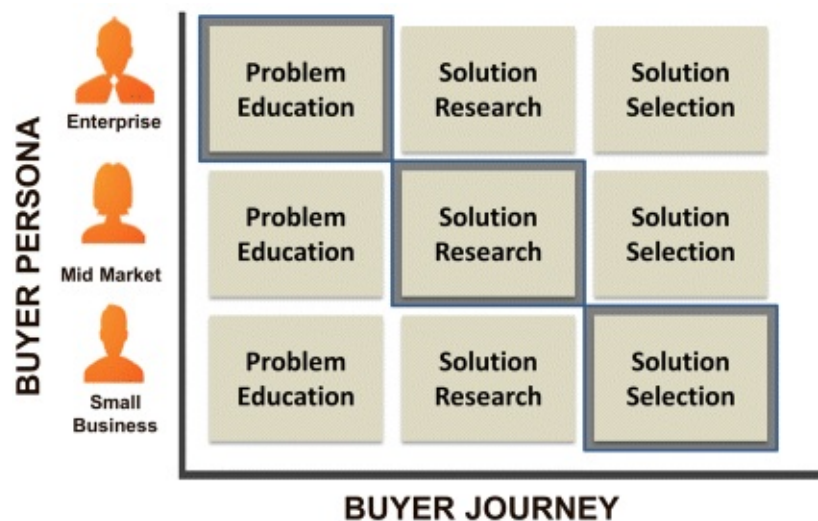 BUYER PERSONA
Enterprise
Problem
Education
Solution
Research
Solution
Selection
Mid Market
Problem
Education
Solution
Research
Solution
Selection
Small
Business
Problem
Education
Solution
Research
Solution
Selection
BUYER JOURNEY